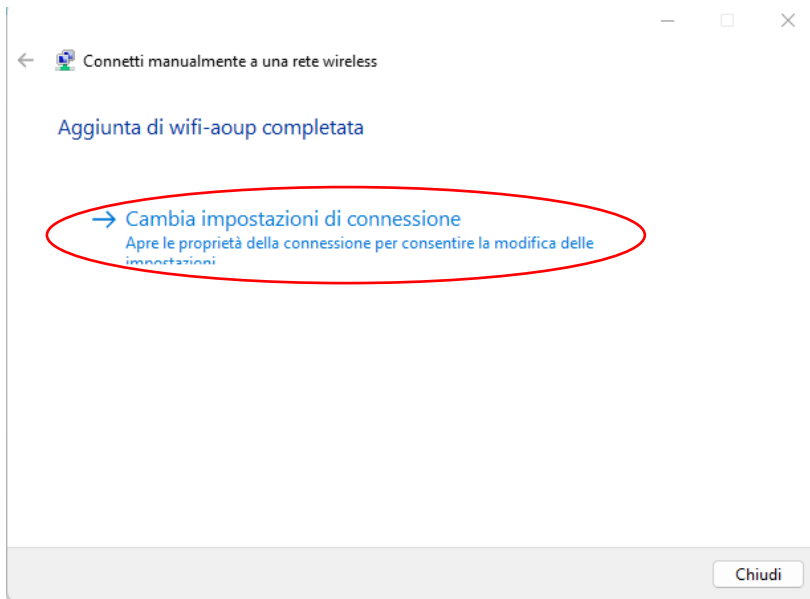 Connetti manualmente a una rete wireless
Aggiunta di wifi-aoup completata
Cambia impostazioni di connessione
Apre le proprietà della connessione per consentire la modifica delle
impostazioni
Chiudi